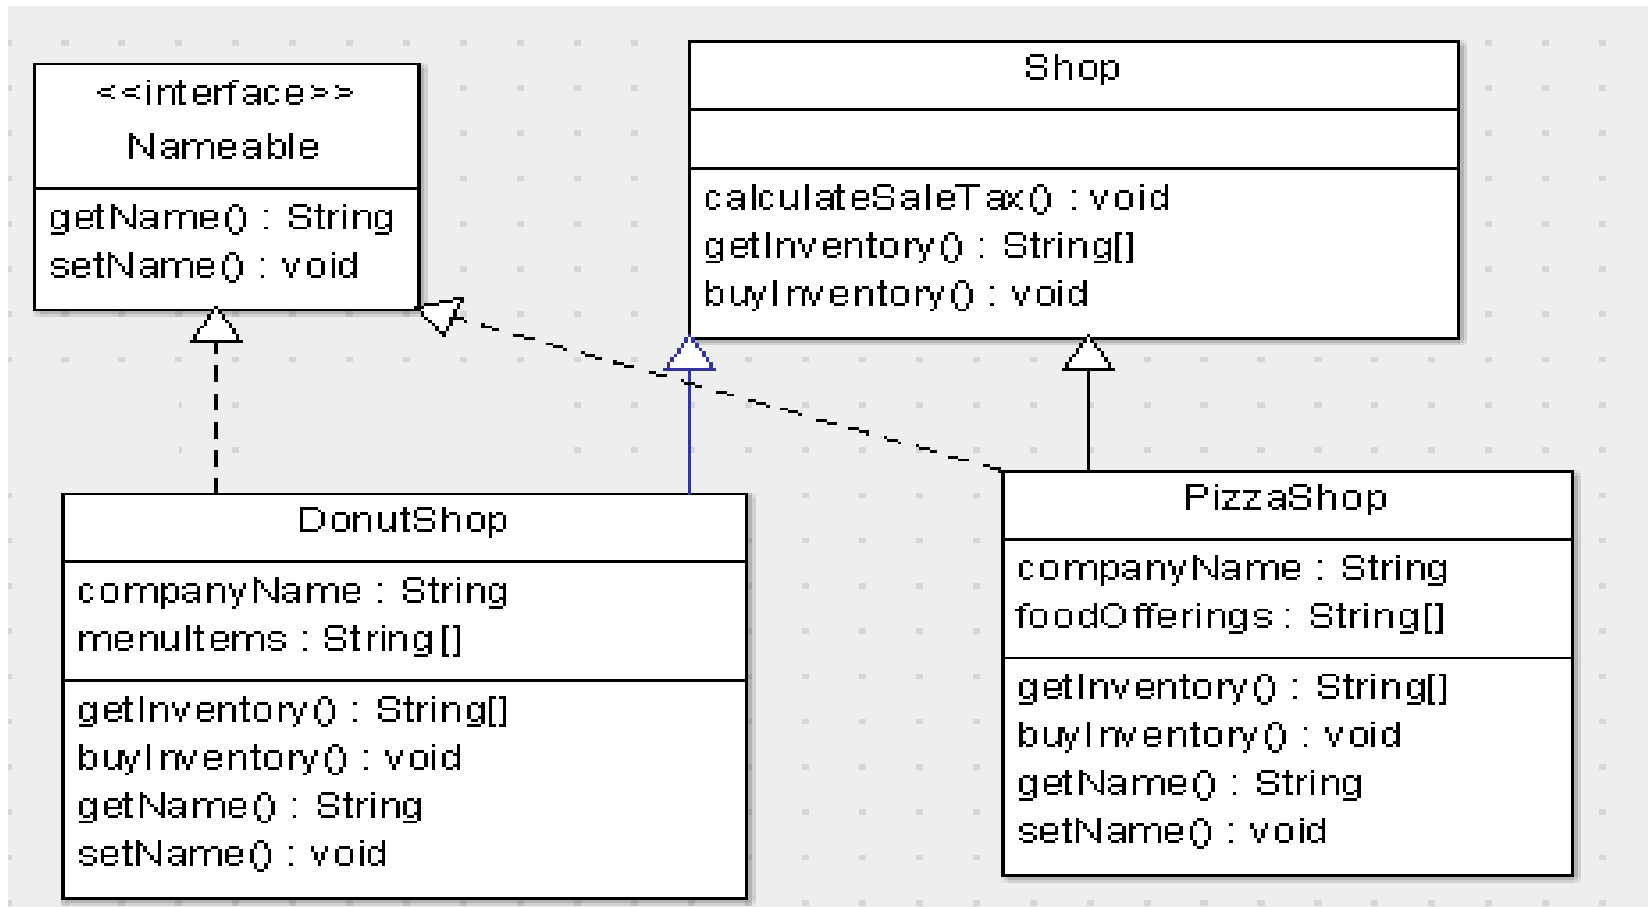 <<interface>>
Nameable
getName() : String
setName() : void
Shop
calculateSaleTax() : void
getInventory() : String[]
buyInventory() : void
DonutShop
companyName : String
menuItems : String[]
getInventory() : String[]
buyInventory() : void
getName() : String
setName() : void
PizzaShop
companyName : String
foodOfferings : String[]
getInventory() : String[]
buyInventory() : void
getName() : String
setName() : void